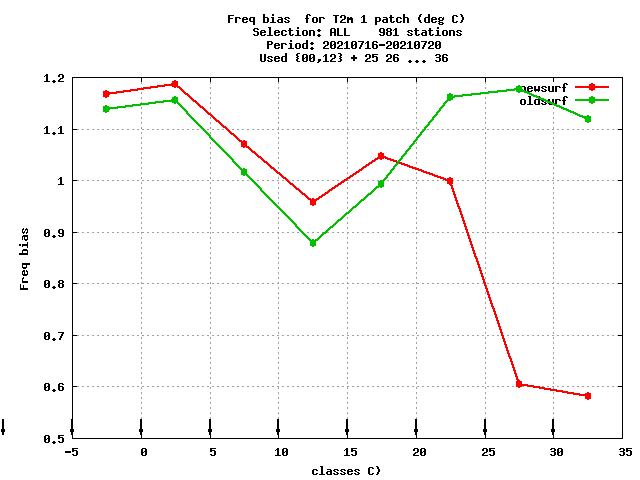 Freq bias  for T2m 1 patch (deg C)
Selection: ALL    981 stations
Period: 20210716-20210720
Used {00,12} + 25 26 ... 36
newsurf
oldsurf
1.2
1.1
1
0.9
0.8
0.7
0.6
0.5
Freq bias
-5 0 5 10 15 20 25 30 35
classes C)